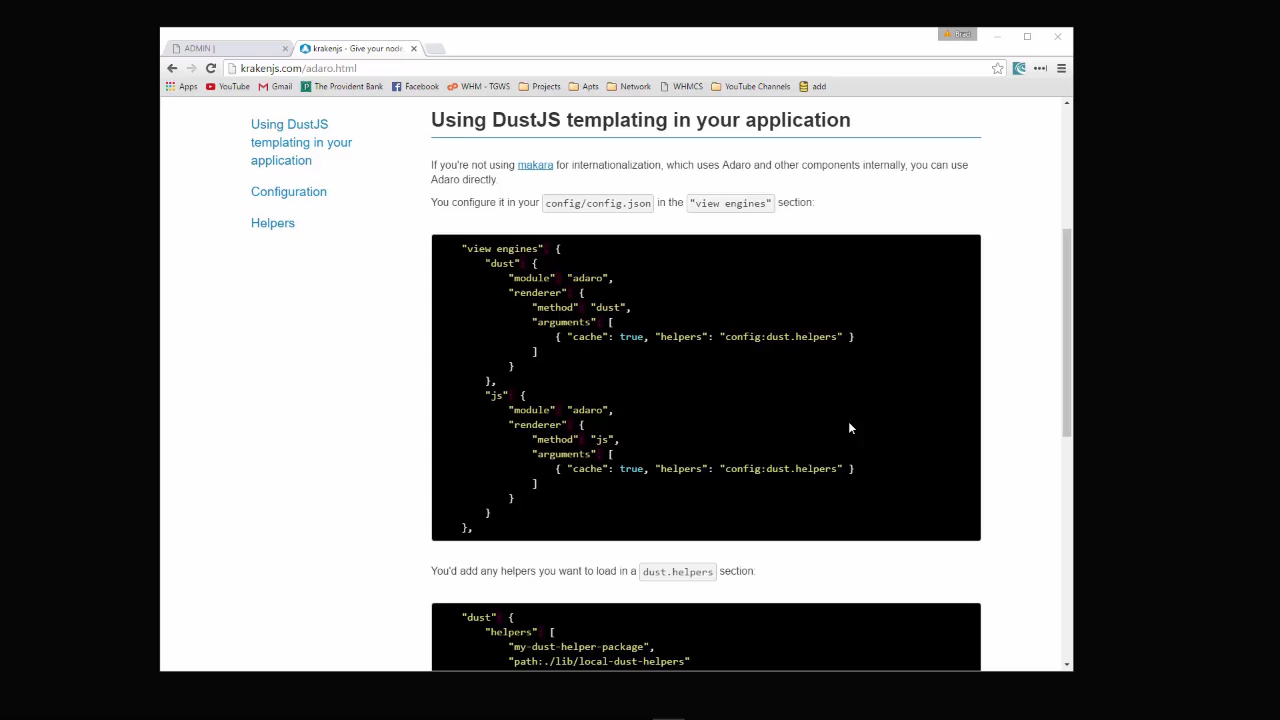 Brad
ADMIN |
krakenjs - Give your node
krakenjs.com/adaro.html
Apps YouTube Gmail The Provident Bank Facebook WHM - TGWS Projects Apts Network WHMCS YouTube Channels add
Using DustJS
templating in your
application
Configuration
Helpers
Using DustJS templating in your application
If you're not using makara for internationalization, which uses Adaro and other components internally, you can use
Adaro directly.
You configure it in your config/config.json in the "view engines" section:
"view engines": {
"dust": {
"module": "adaro",
"renderer": {
"method": "dust",
"arguments": [
{ "cache": true, "helpers": "config:dust.helpers" }
]
}
},
"js": {
"module": "adaro",
"renderer": {
"method": "js",
"arguments": [
{ "cache": true, "helpers": "config:dust.helpers" }
]
}
}
},
You'd add any helpers you want to load in a dust.helpers section:
"dust": {
"helpers": [
"my-dust-helper-package",
"path:./lib/local-dust-helpers"